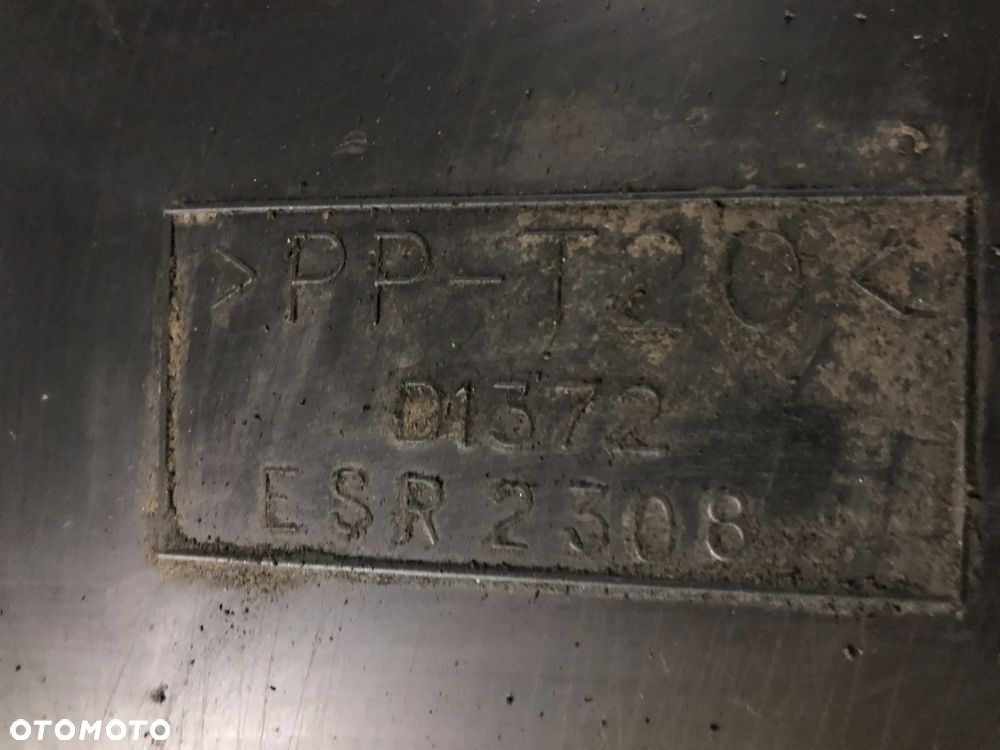 >PP-T20<
D1372
ESR 2308
OTOMOTO